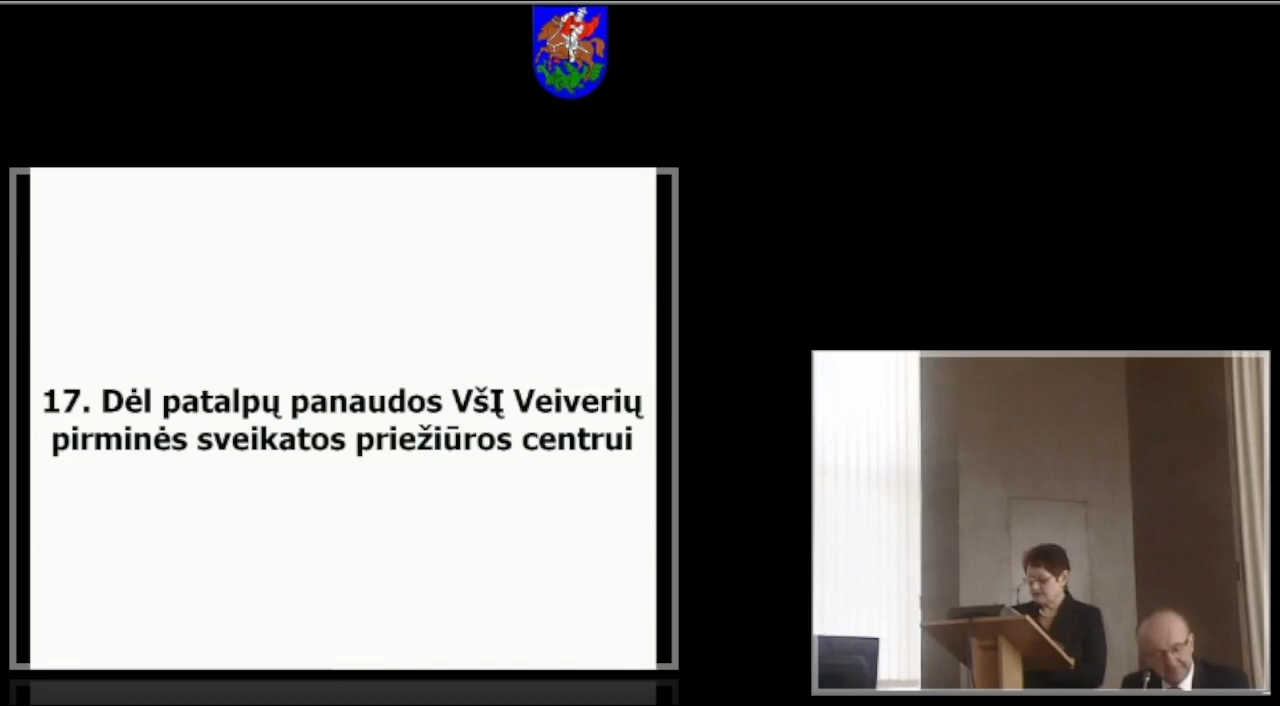 17. Dėl patalpų panaudos VšĮ Veiverių
pirminės sveikatos priežiūros centrui